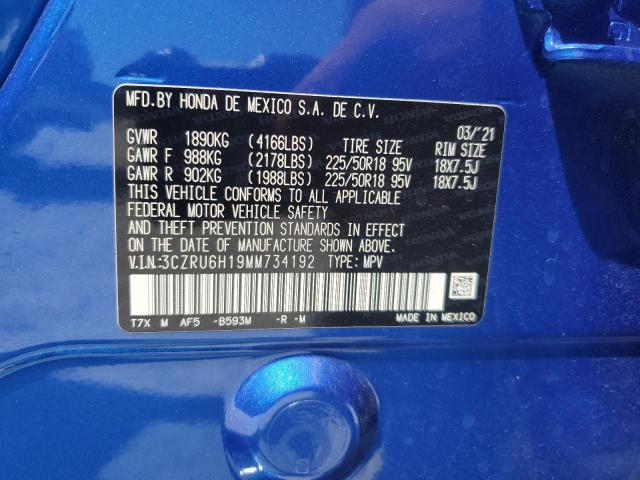 MFD.BY HONDA DE MEXICO S.A. DE C.V.
03/'21
GVWR 1890KG (4166LBS) TIRE SIZE RIM SIZE
GAWR F 988KG (2178LBS) 225/50R18 95V 18X7.5J
GAWR R 902KG (1988LBS) 225/50R18 95V 18X7.5J
THIS VEHICLE CONFORMS TO ALL APPLICABLE
FEDERAL MOTOR VEHICLE SAFETY
AND THEFT PREVENTION STANDARDS IN EFFECT
ON THE DATE OF MANUFACTURE SHOWN ABOVE.
V.I.N:3CZRU6H19MM734192 TYPE: MPV
T7X M AF5 -B593M -R -M MADE IN MEXICO